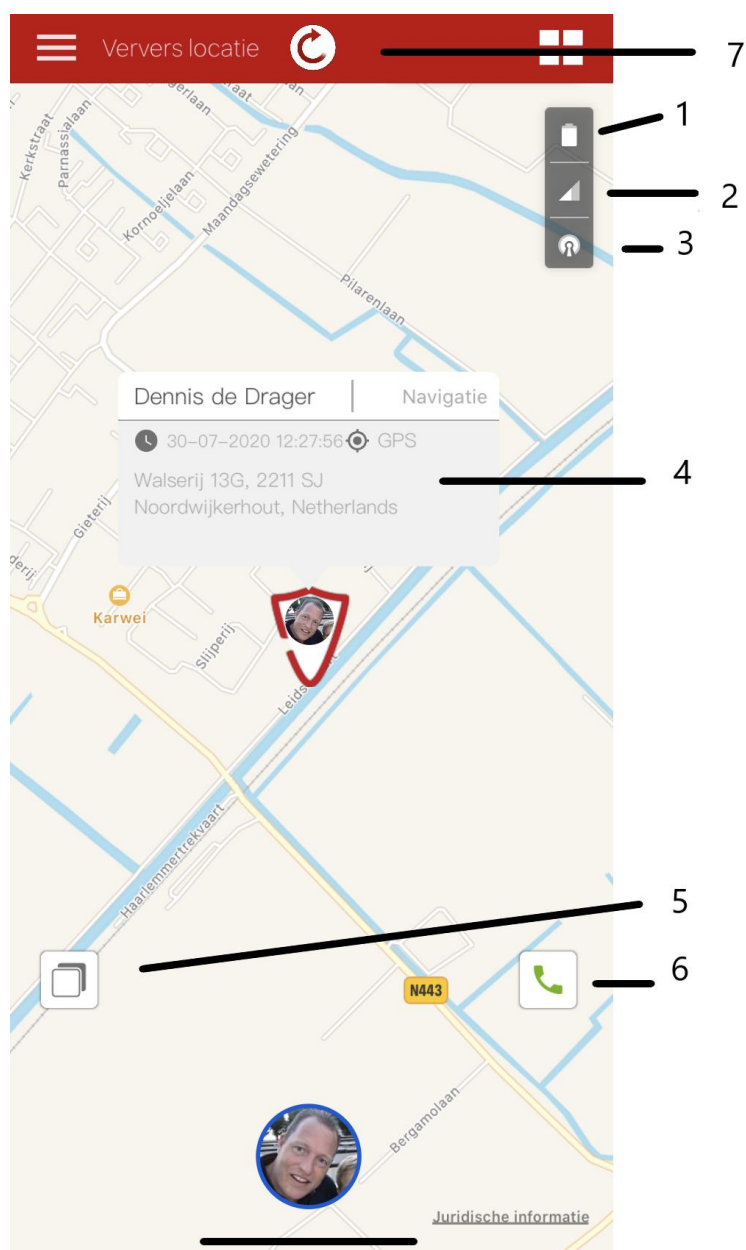 Ververs locatie
7
1
2
3
Kerkstraat
Parnassialaan
Kornoeljelaan
Maandagsewetering
Pilarenlaan
Dennis de Drager
Navigatie
30-07-2020 12:27:56 GPS
Walserij 13G, 2211 SJ
Noordwijkerhout, Netherlands
4
Gieterij
Karwei
Slijperij
Haarlemmertrekvaart
5
6
N443
Bergamolaan
Juridische informatie